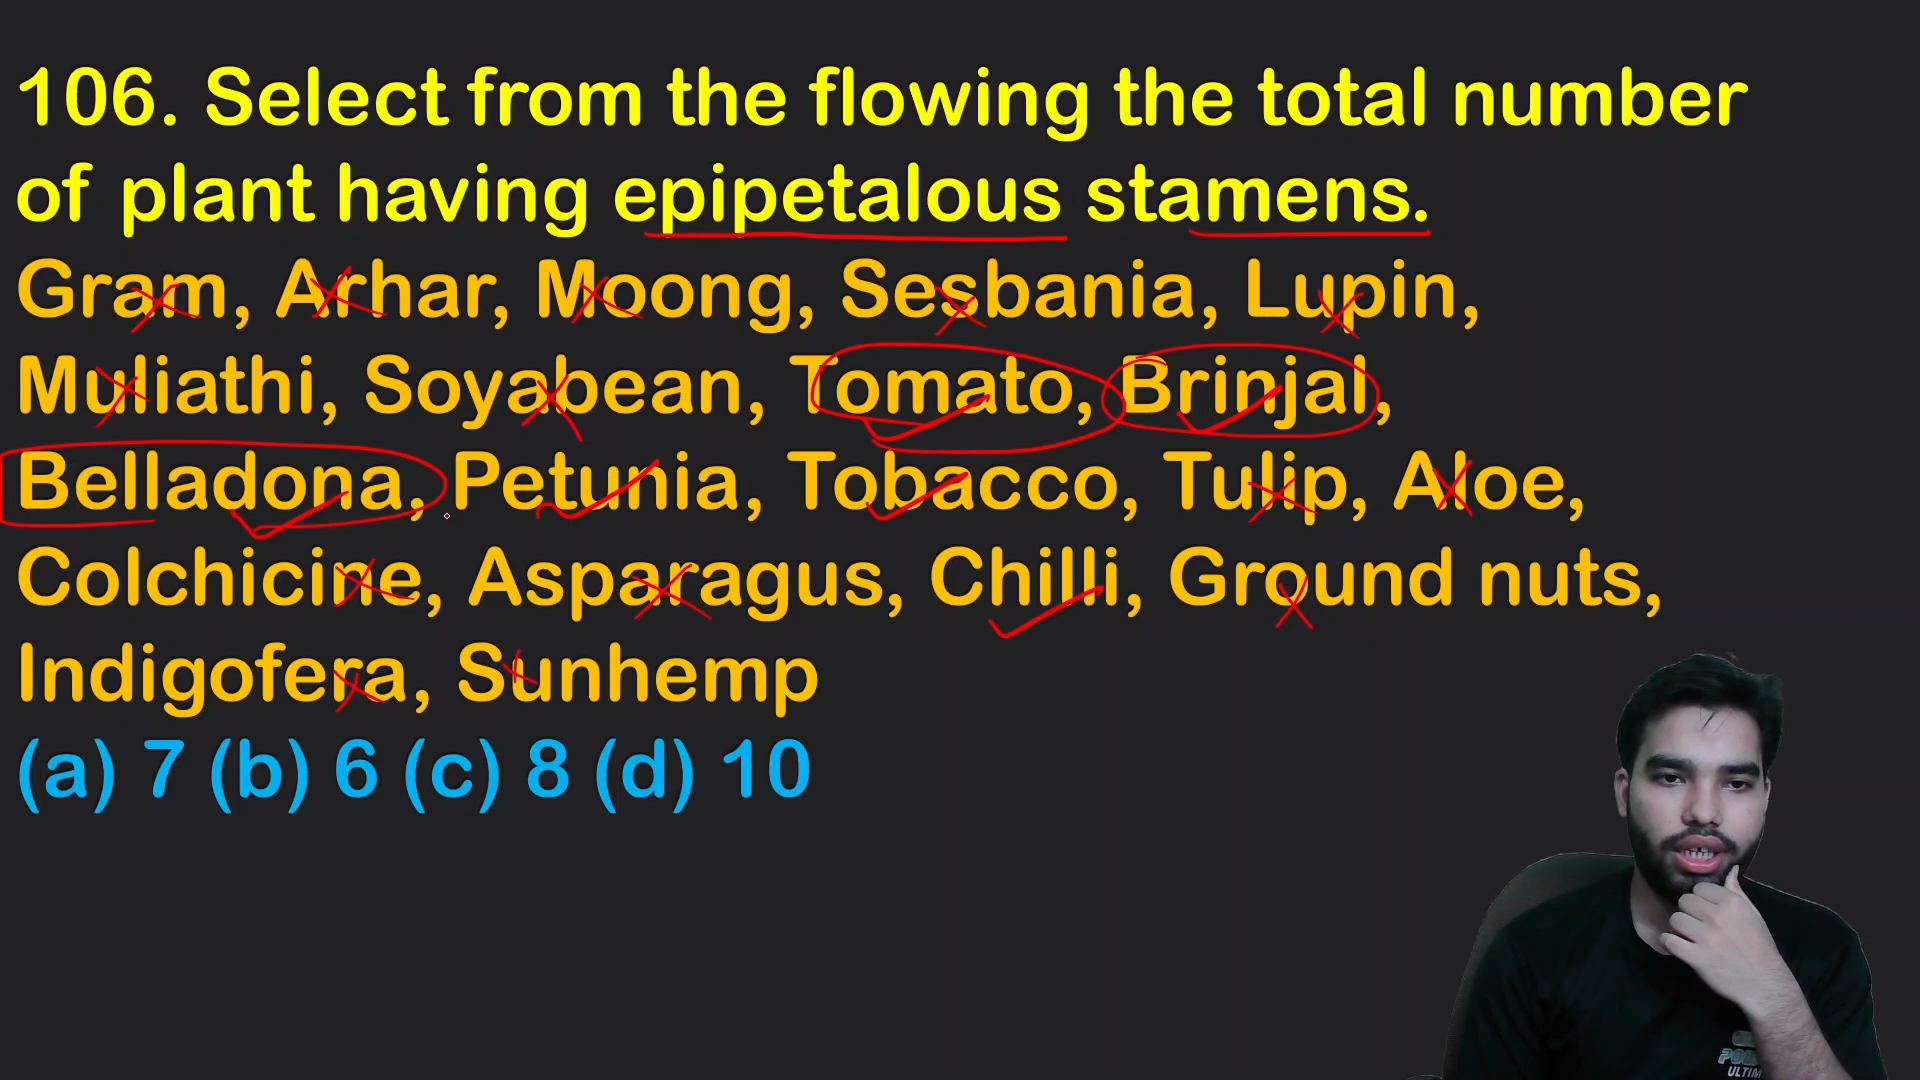 106. Select from the flowing the total number
of plant having epipetalous stamens.
Gram, Arhar, Moong, Sesbania, Lupin,
Muliathi, Soyabean, Tomato, Brinjal,
Belladona, Petunia, Tobacco, Tulip, Aloe,
Colchicine, Asparagus, Chilli, Ground nuts,
Indigofera, Sunhemp
(a) 7 (b) 6 (c) 8 (d) 10